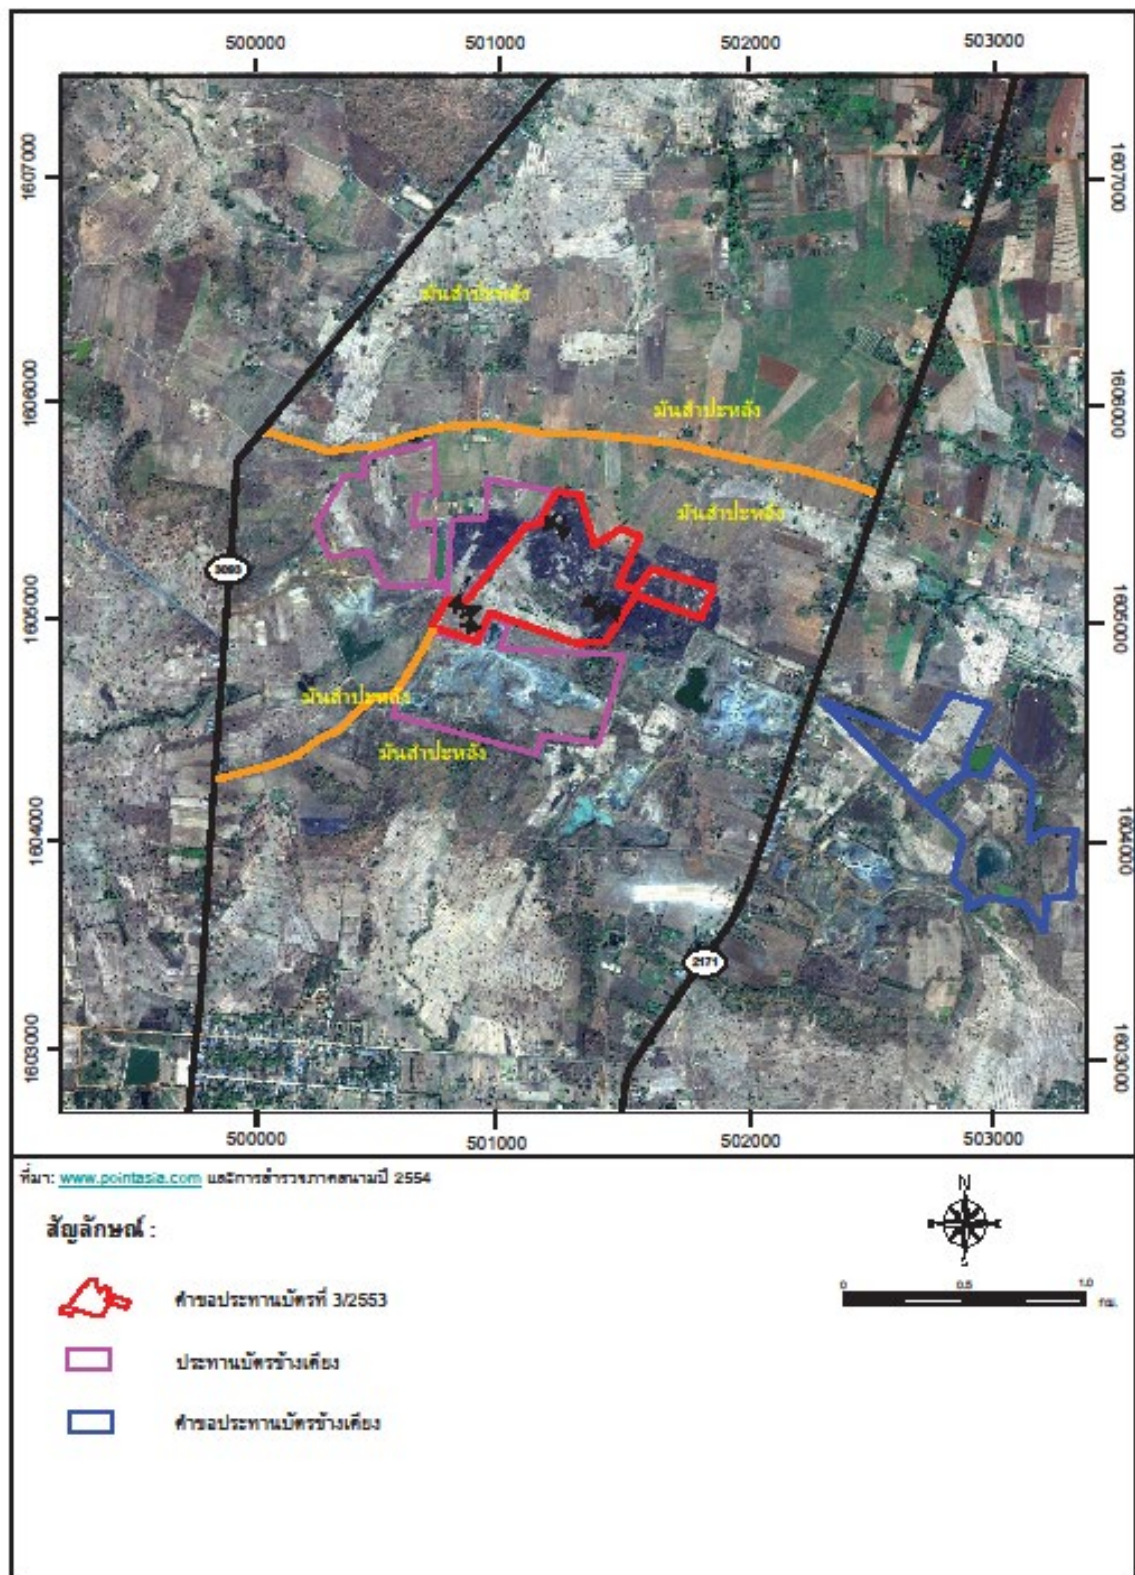 500000 501000 502000 503000
1607000 1607000
มันสำปะหลัง
1606000 1606000
มันสำปะหลัง
มันสำปะหลัง
1605000 1605000
มันสำปะหลัง
มันสำปะหลัง
1604000 1604000
2171
1603000 1603000
500000 501000 502000 503000
ที่มา: www.pointasia.com และการสำรวจภาคสนามปี 2554
N
S
สัญลักษณ์ :
0 0.5 1.0
กม.
คำขอประทานบัตรที่ 3/2553
ประทานบัตรข้างเคียง
คำขอประทานบัตรข้างเคียง